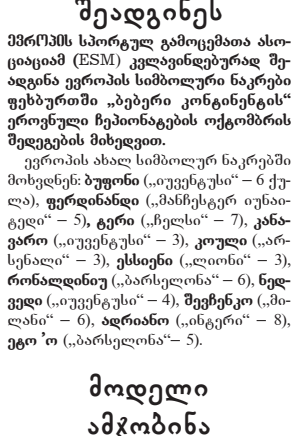 შეადგინეს
ევროპის სპორტულ გამოცემათა ასო-
ციაციამ (ESM) კვლავინდებურად შე-
ადგინა ევროპის სიმბოლური ნაკრები
ფეხბურთში „ბებერი კონტინენტის“
ეროვნული ჩეპიონატების ოქტომბრის
შედეგების მიხედვით.
ევროპის ახალ სიმბოლურ ნაკრებში
მოხვდნენ: ბუფონი („იუვენტუსი“ – 6 ქუ-
ლა), ფერდინანდი („მანჩესტერ იუნაი-
ტედი“ – 5), ტერი („ჩელსი“ – 7), კანა-
ვარო („იუვენტუსი“ – 3), კოული („არ-
სენალი“ – 3), ესსიენი („ლიონი“ – 3),
რონალდინიუ („ბარსელონა“ – 6), ნედ-
ვედი („იუვენტუსი“ – 4), შევჩენკო („მი-
ლანი“ – 6), ადრიანო („ინტერი“ – 8),
ეტო ’ო („ბარსელონა“– 5).
მოდელი
ამჯობინა